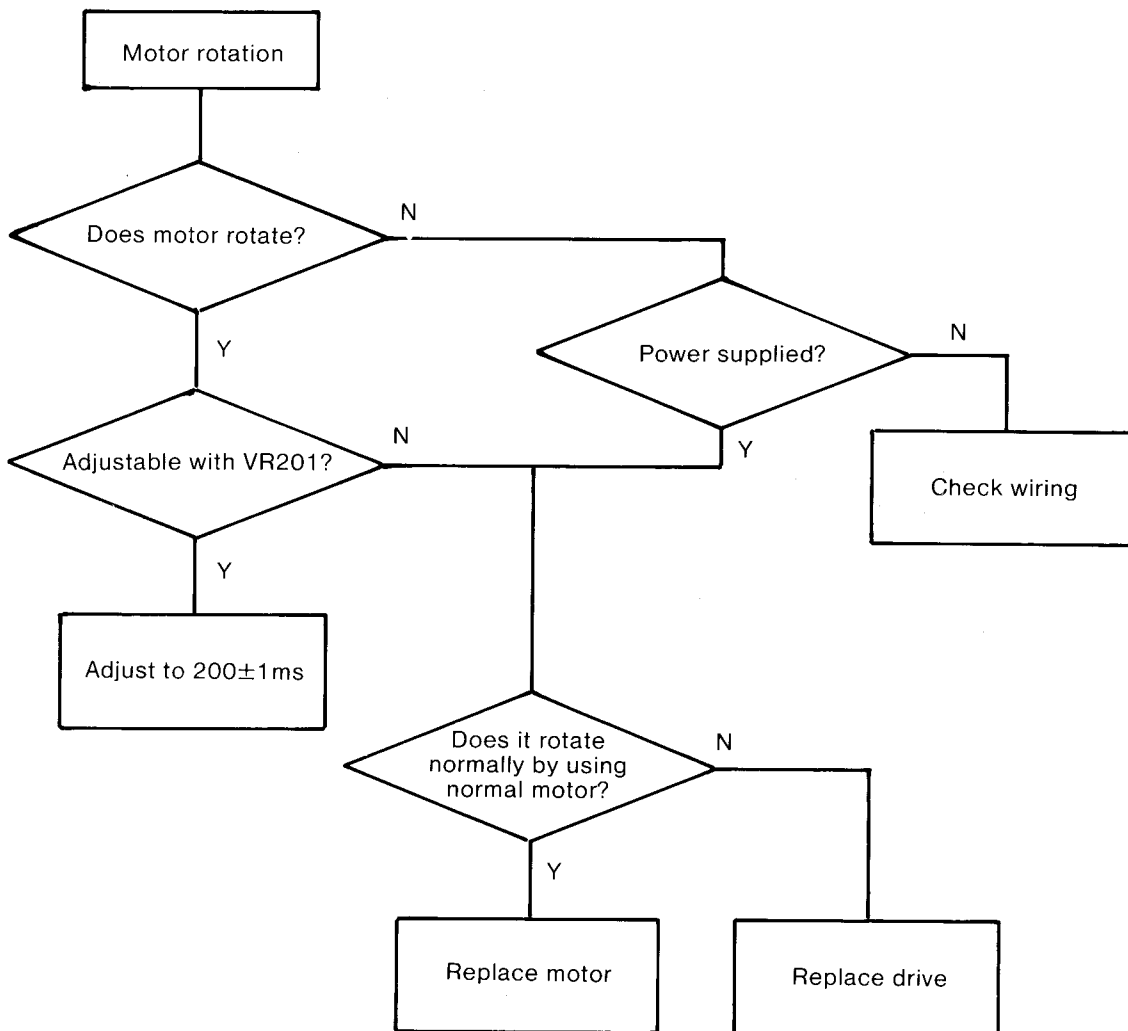 Motor rotation
Does motor rotate?
N
Y
Power supplied?
N
Y
Check wiring
Adjustable with VR201?
N
Y
Adjust to 200±1ms
Does it rotate
normally by using
normal motor?
N
Y
Replace motor
Replace drive